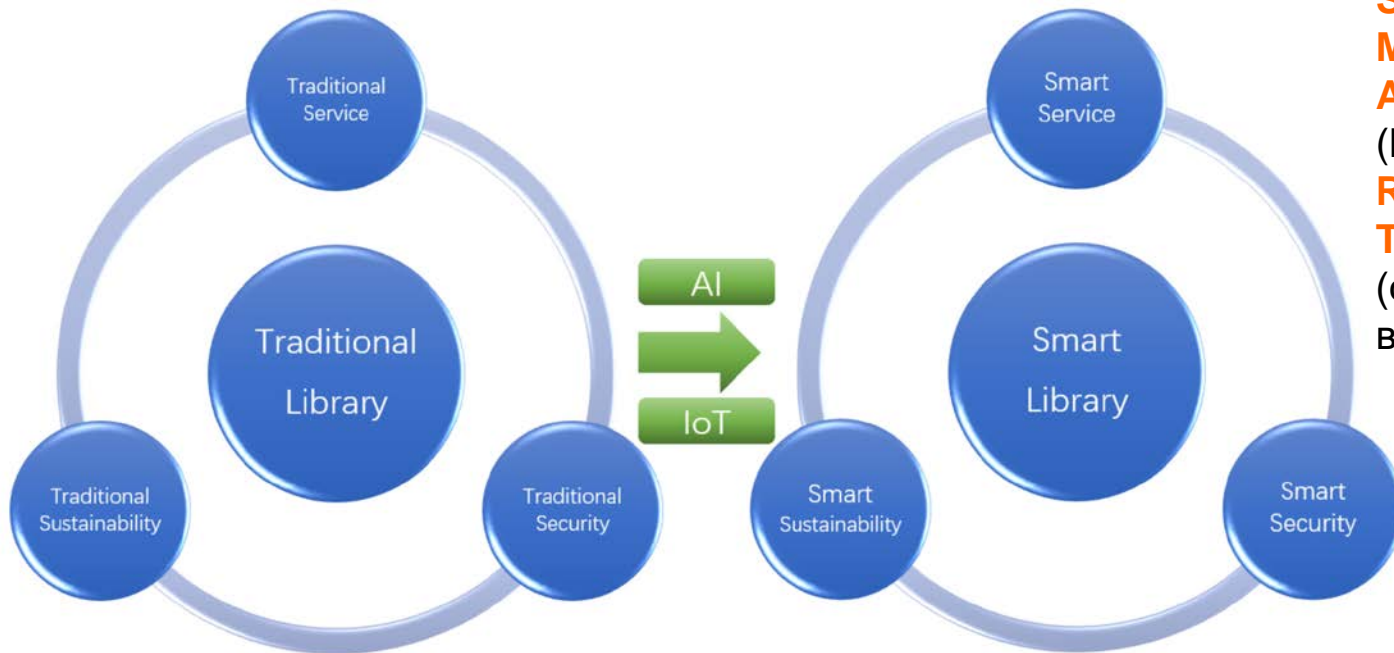 Traditional
Service
Traditional
Library
Traditional
Sustainability
Traditional
Security
AI
IoT
Smart
Service
Smart
Library
Smart
Sustainability
Smart
Security
S
M
A
(
R
T
(
B